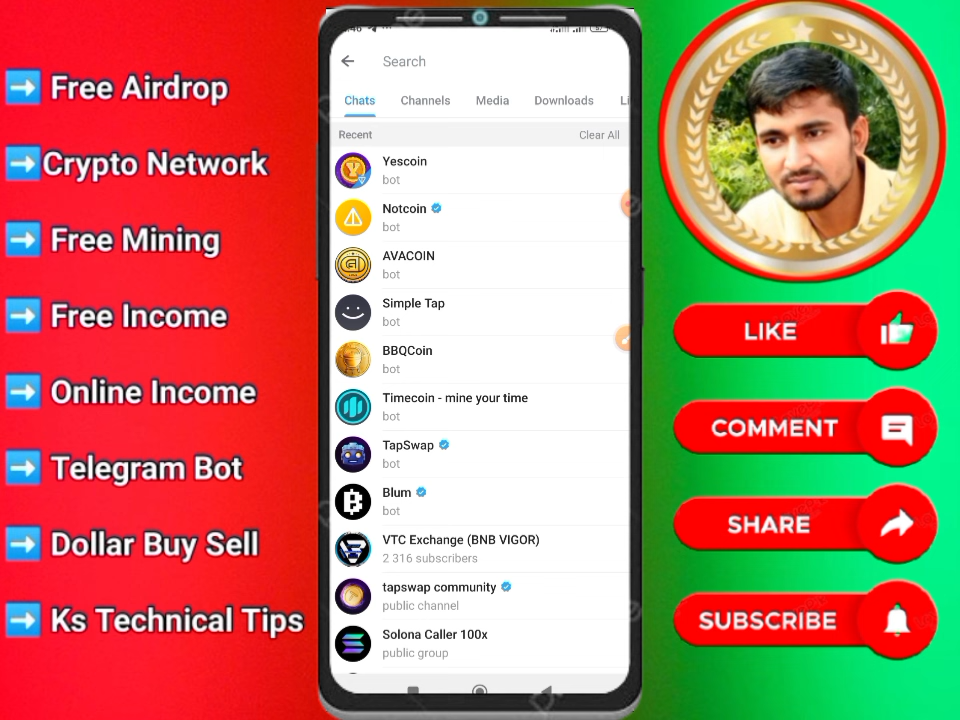 ➡ Free Airdrop
➡ Crypto Network
➡ Free Mining
➡ Free Income
➡ Online Income
➡ Telegram Bot
➡ Dollar Buy Sell
➡ Ks Technical Tips
Search
Chats Channels Media Downloads Li
Recent Clear All
Yescoin
bot
Notcoin
bot
AVACOIN
bot
Simple Tap
bot
BBQCoin
bot
Timecoin - mine your time
bot
TapSwap
bot
Blum
bot
VTC Exchange (BNB VIGOR)
2 316 subscribers
tapswap community
public channel
Solona Caller 100x
public group
LIKE
COMMENT
SHARE
SUBSCRIBE